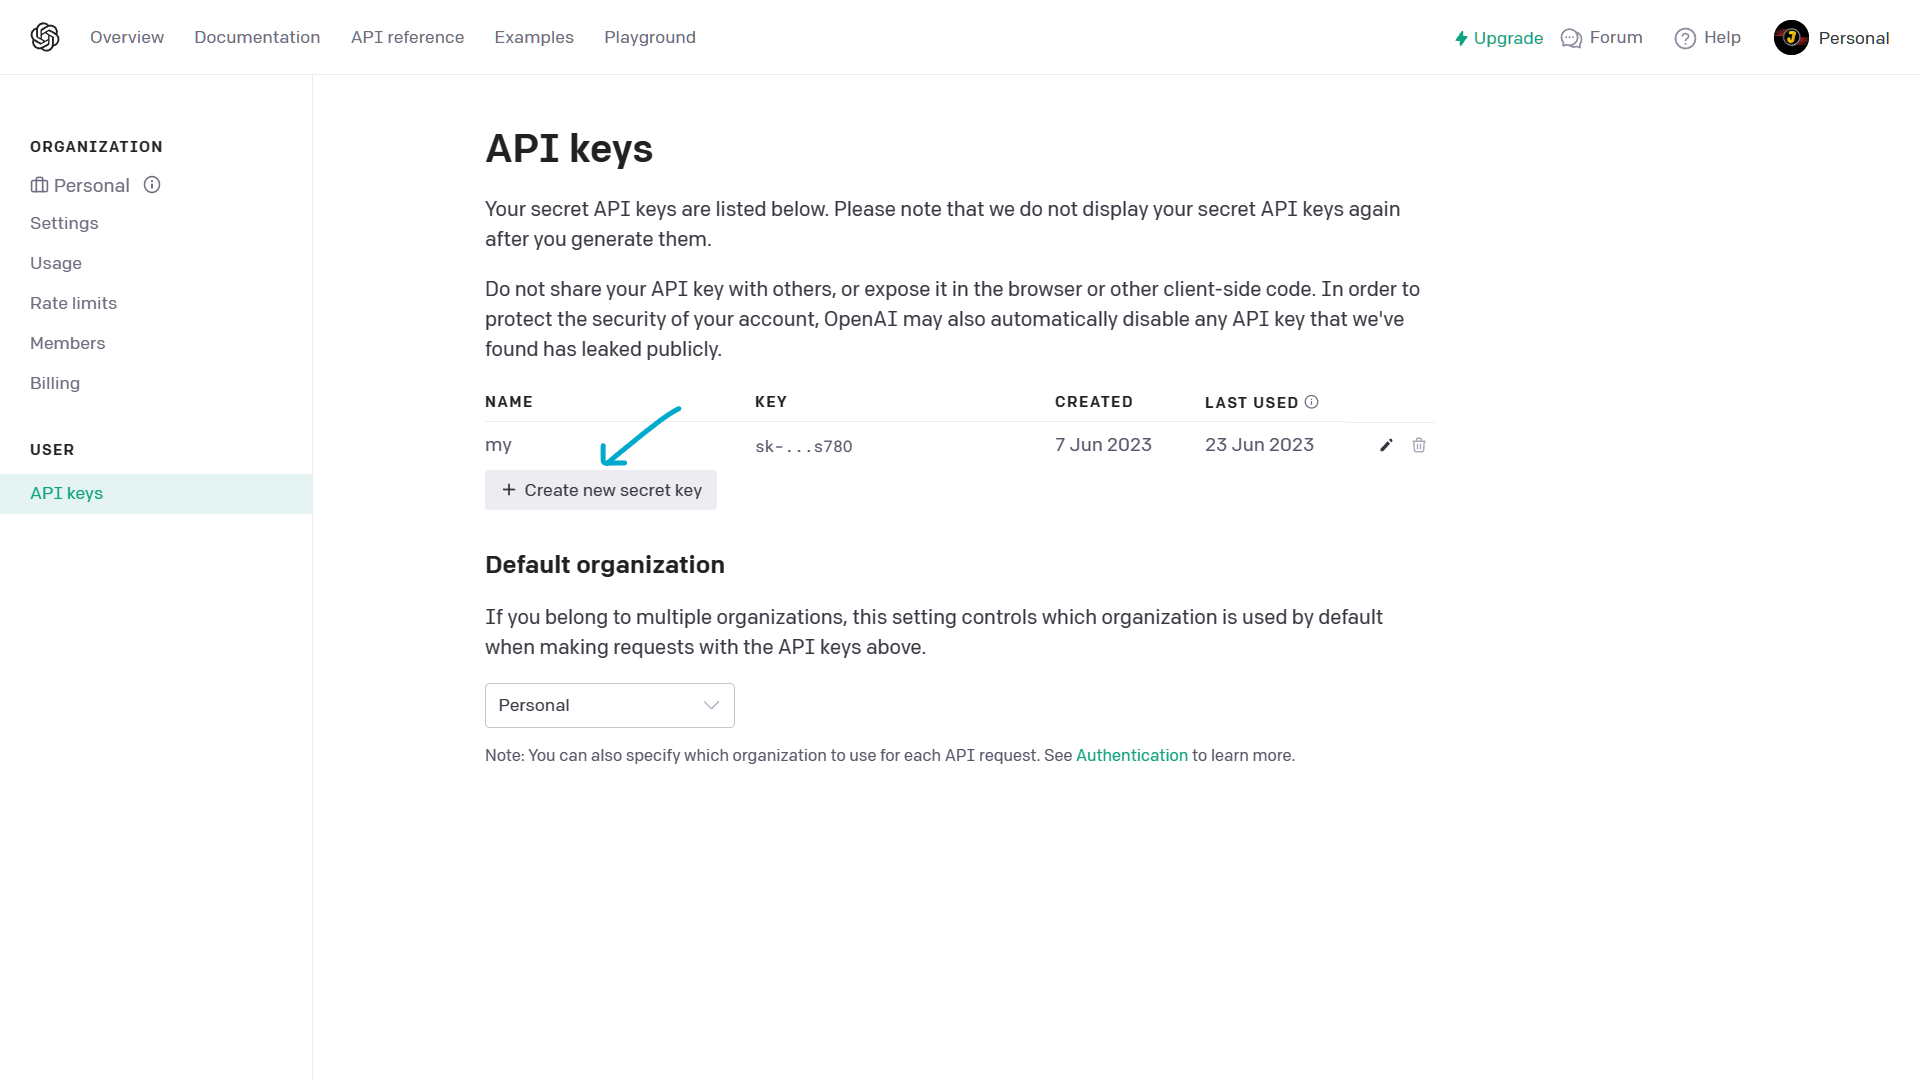 Overview Documentation API reference Examples Playground Upgrade Forum Help Personal
ORGANIZATION
Personal
Settings
Usage
Rate limits
Members
Billing
USER
API keys
API keys
Your secret API keys are listed below. Please note that we do not display your secret API keys again
after you generate them.
Do not share your API key with others, or expose it in the browser or other client-side code. In order to
protect the security of your account, OpenAI may also automatically disable any API key that we've
found has leaked publicly.
NAME KEY CREATED LAST USED
my sk-...s780 7 Jun 2023 23 Jun 2023
+ Create new secret key
Default organization
If you belong to multiple organizations, this setting controls which organization is used by default
when making requests with the API keys above.
Personal
Note: You can also specify which organization to use for each API request. See Authentication to learn more.